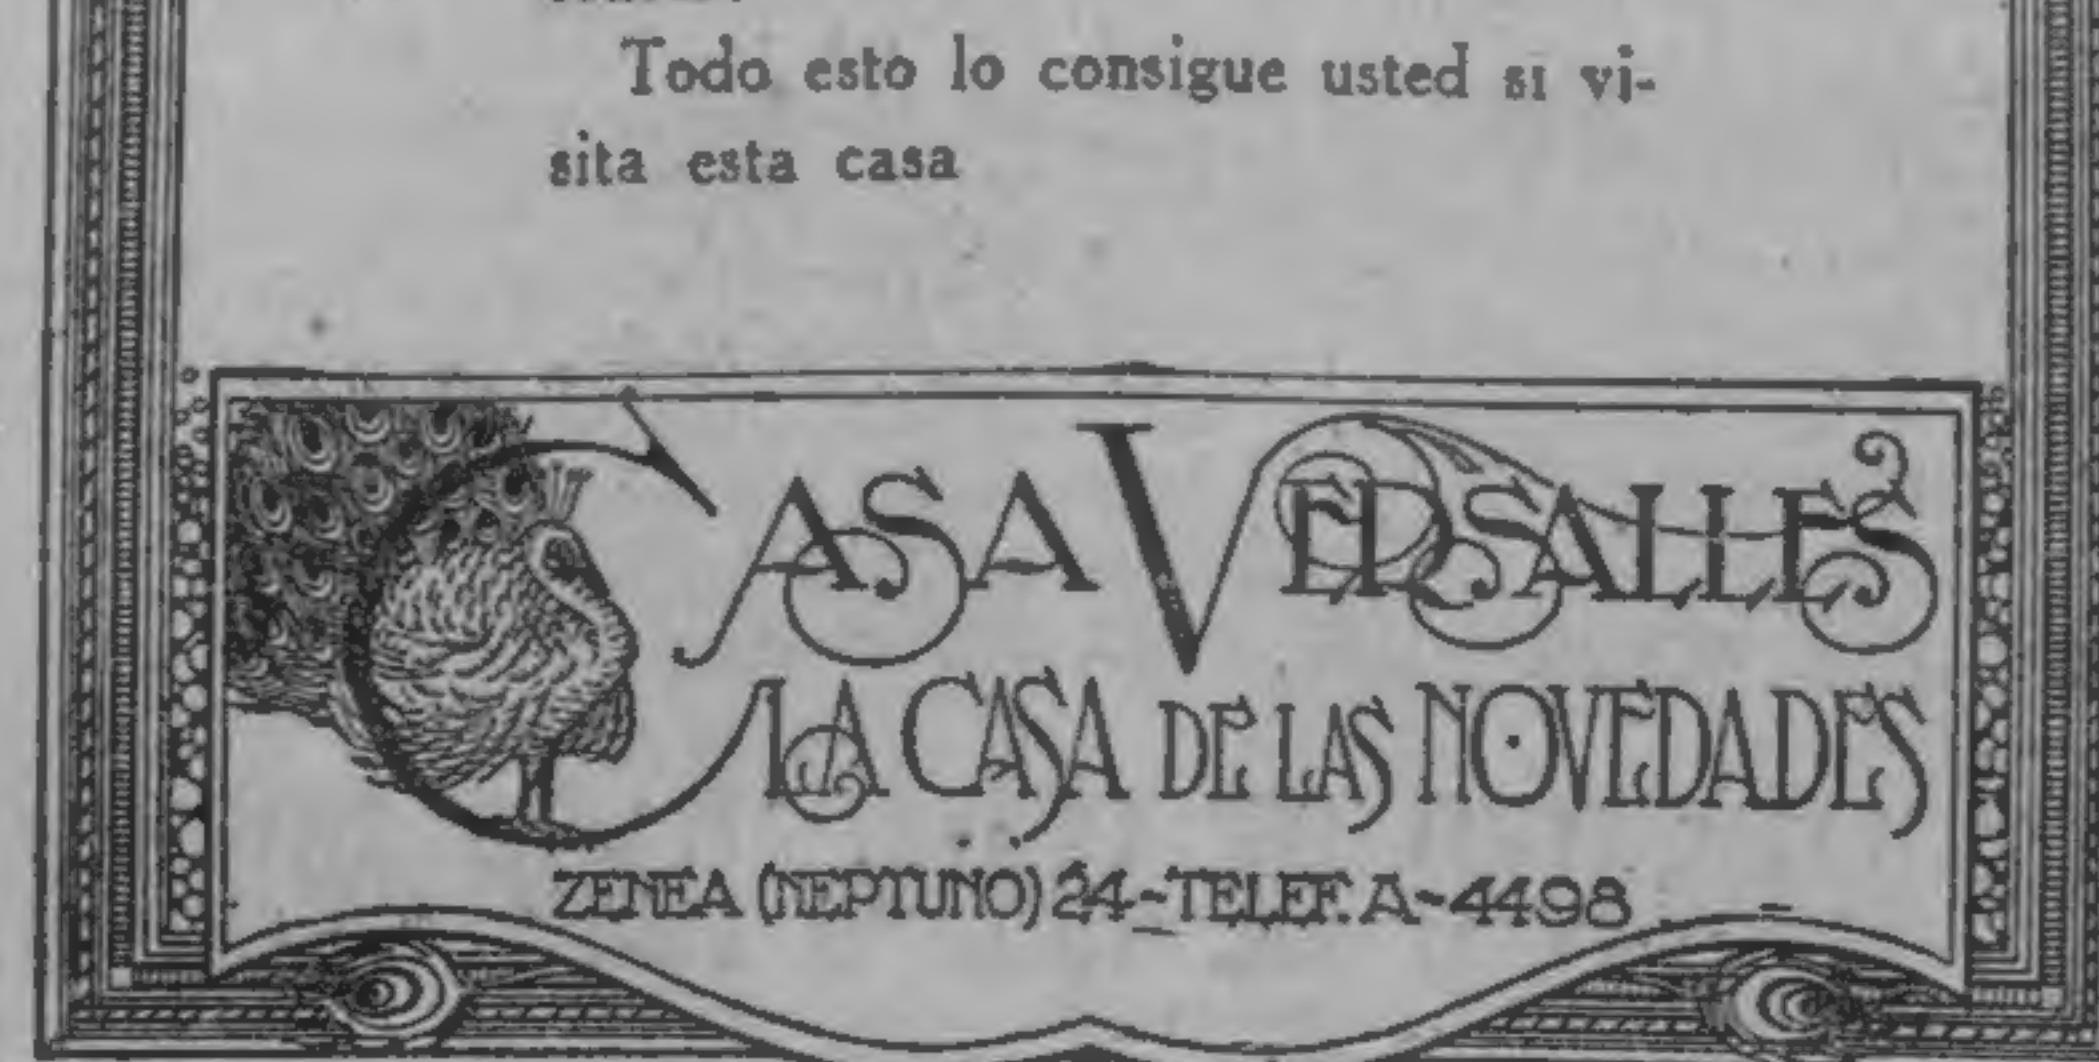 Todo esto lo consigue usted si vi-
sita esta casa
CASA VERSALLES
LA CASA DE LAS NOVEDADES
ZENEA (NEPTUNO) 24-TELEF. A-4498